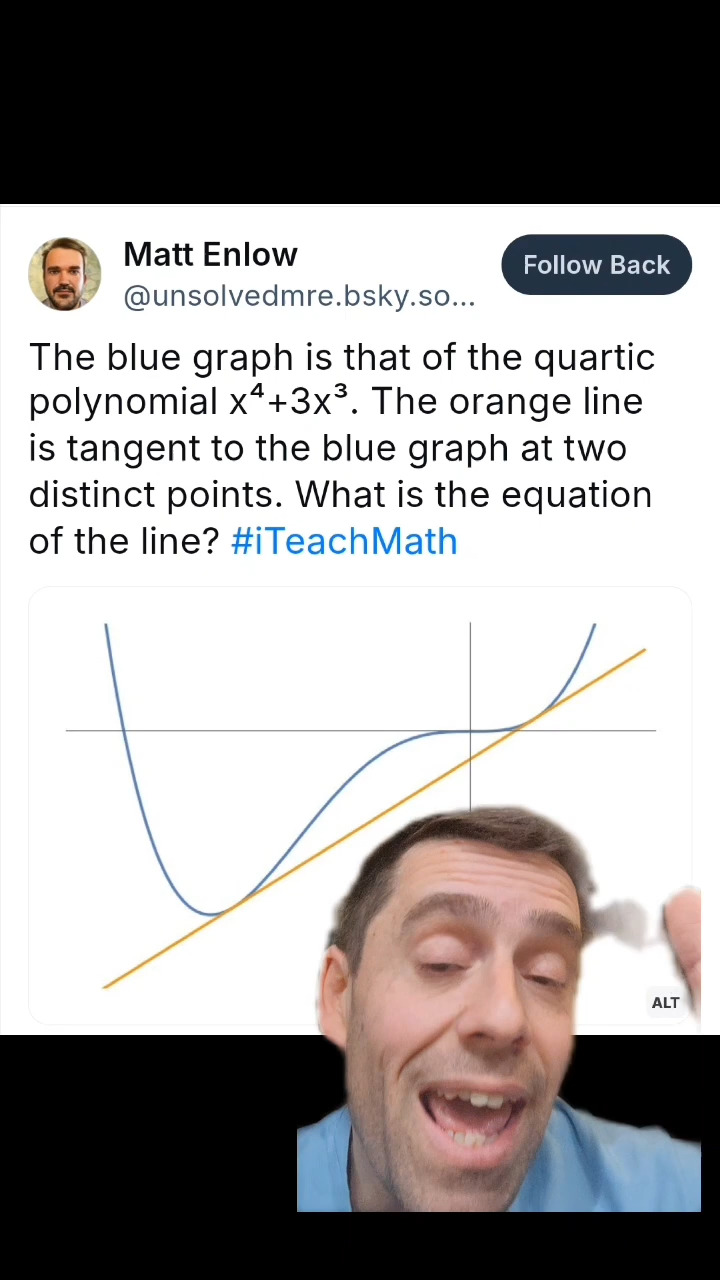 Matt Enlow
Follow Back
@unsolvedmre.bsky.so...
The blue graph is that of the quartic
polynomial x⁴+3x³. The orange line
is tangent to the blue graph at two
distinct points. What is the equation
of the line? #iTeachMath
ALT